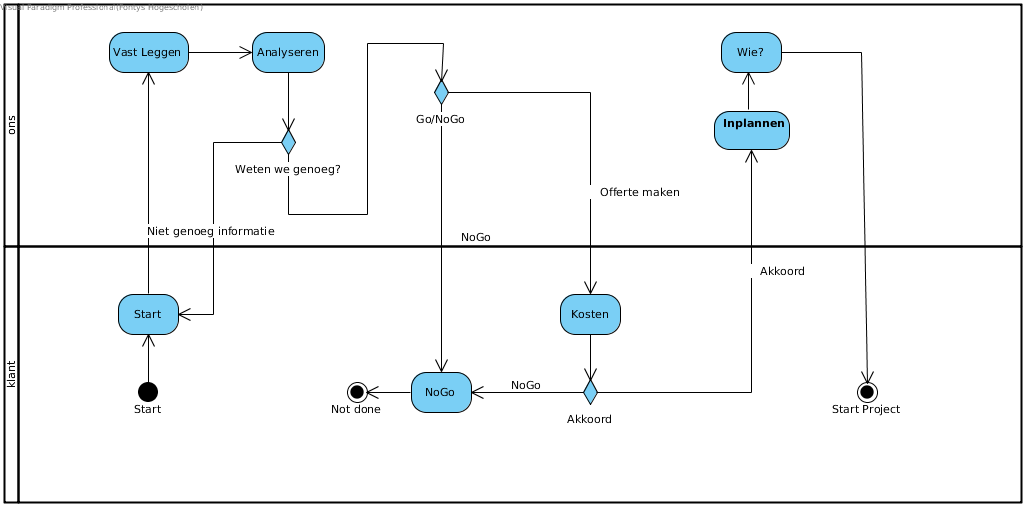 Visual Paradigm Professional(Fontys Hogescholen)
ons
Vast Leggen
Analyseren
Wie?
Inplannen
Go/NoGo
Weten we genoeg?
Offerte maken
Niet genoeg informatie
NoGo
Akkoord
klant
Start
Kosten
NoGo
NoGo
Start
Not done
Akkoord
Start Project